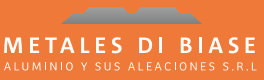 METALES DI BIASE
ALUMINIO Y SUS ALEACIONES S.R.L